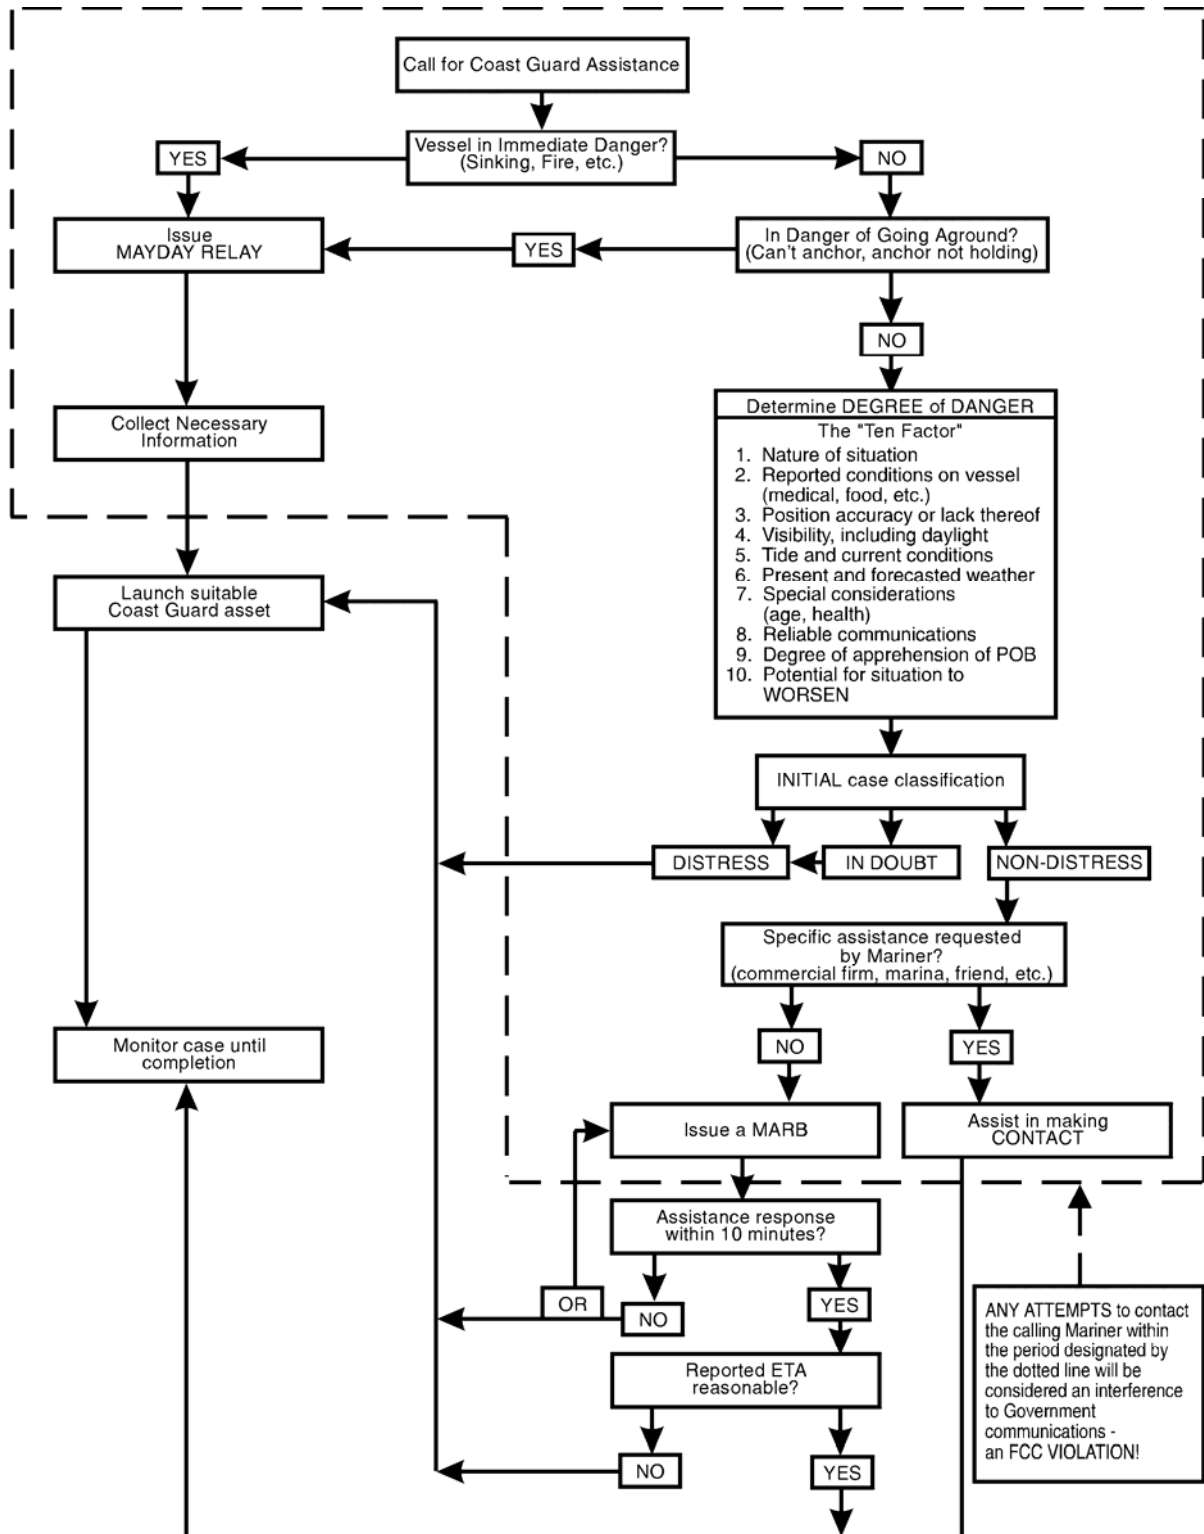 Call for Coast Guard Assistance
Vessel in Immediate Danger?
(Sinking, Fire, etc.)
YES
NO
Issue
MAYDAY RELAY
YES
In Danger of Going Aground?
(Can't anchor, anchor not holding)
NO
Collect Necessary
Information
Determine DEGREE of DANGER
The "Ten Factor"
1. Nature of situation
2. Reported conditions on vessel
(medical, food, etc.)
3. Position accuracy or lack thereof
4. Visibility, including daylight
5. Tide and current conditions
6. Present and forecasted weather
7. Special considerations
(age, health)
8. Reliable communications
9. Degree of apprehension of POB
10. Potential for situation to
WORSEN
Launch suitable
Coast Guard asset
INITIAL case classification
DISTRESS
IN DOUBT
NON-DISTRESS
Specific assistance requested
by Mariner?
(commercial firm, marina, friend, etc.)
NO
YES
Monitor case until
completion
Issue a MARB
Assist in making
CONTACT
Assistance response
within 10 minutes?
OR
NO
YES
Reported ETA
reasonable?
NO
YES
ANY ATTEMPTS to contact
the calling Mariner within
the period designated by
the dotted line will be
considered an interference
to Government
communications -
an FCC VIOLATION!